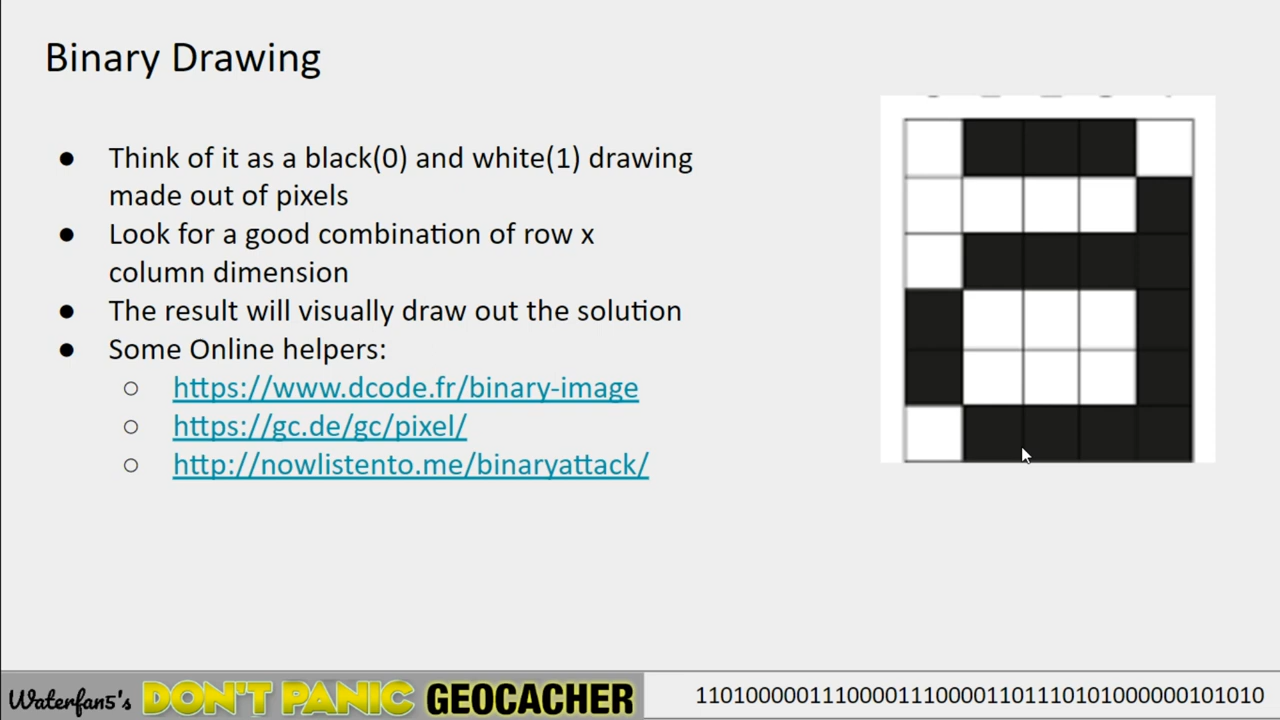 Binary Drawing
● Think of it as a black(0) and white(1) drawing
made out of pixels
● Look for a good combination of row x
column dimension
● The result will visually draw out the solution
● Some Online helpers:
○ https://www.dcode.fr/binary-image
○ https://gc.de/gc/pixel/
○ http://nowlistento.me/binaryattack/
Waterfan5's DON'T PANIC GEOCACHER
110100000111000011100001101110101000000101010